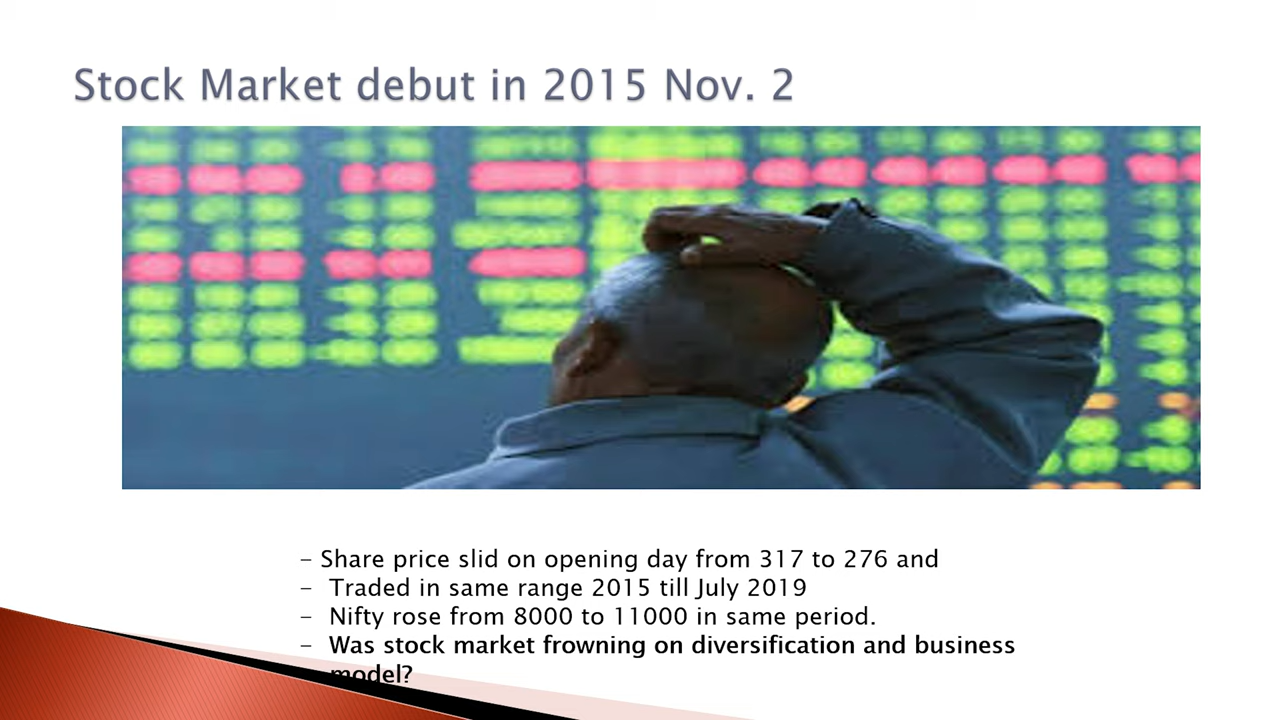 Stock Market debut in 2015 Nov. 2
– Share price slid on opening day from 317 to 276 and
– Traded in same range 2015 till July 2019
– Nifty rose from 8000 to 11000 in same period.
– Was stock market frowning on diversification and business
model?